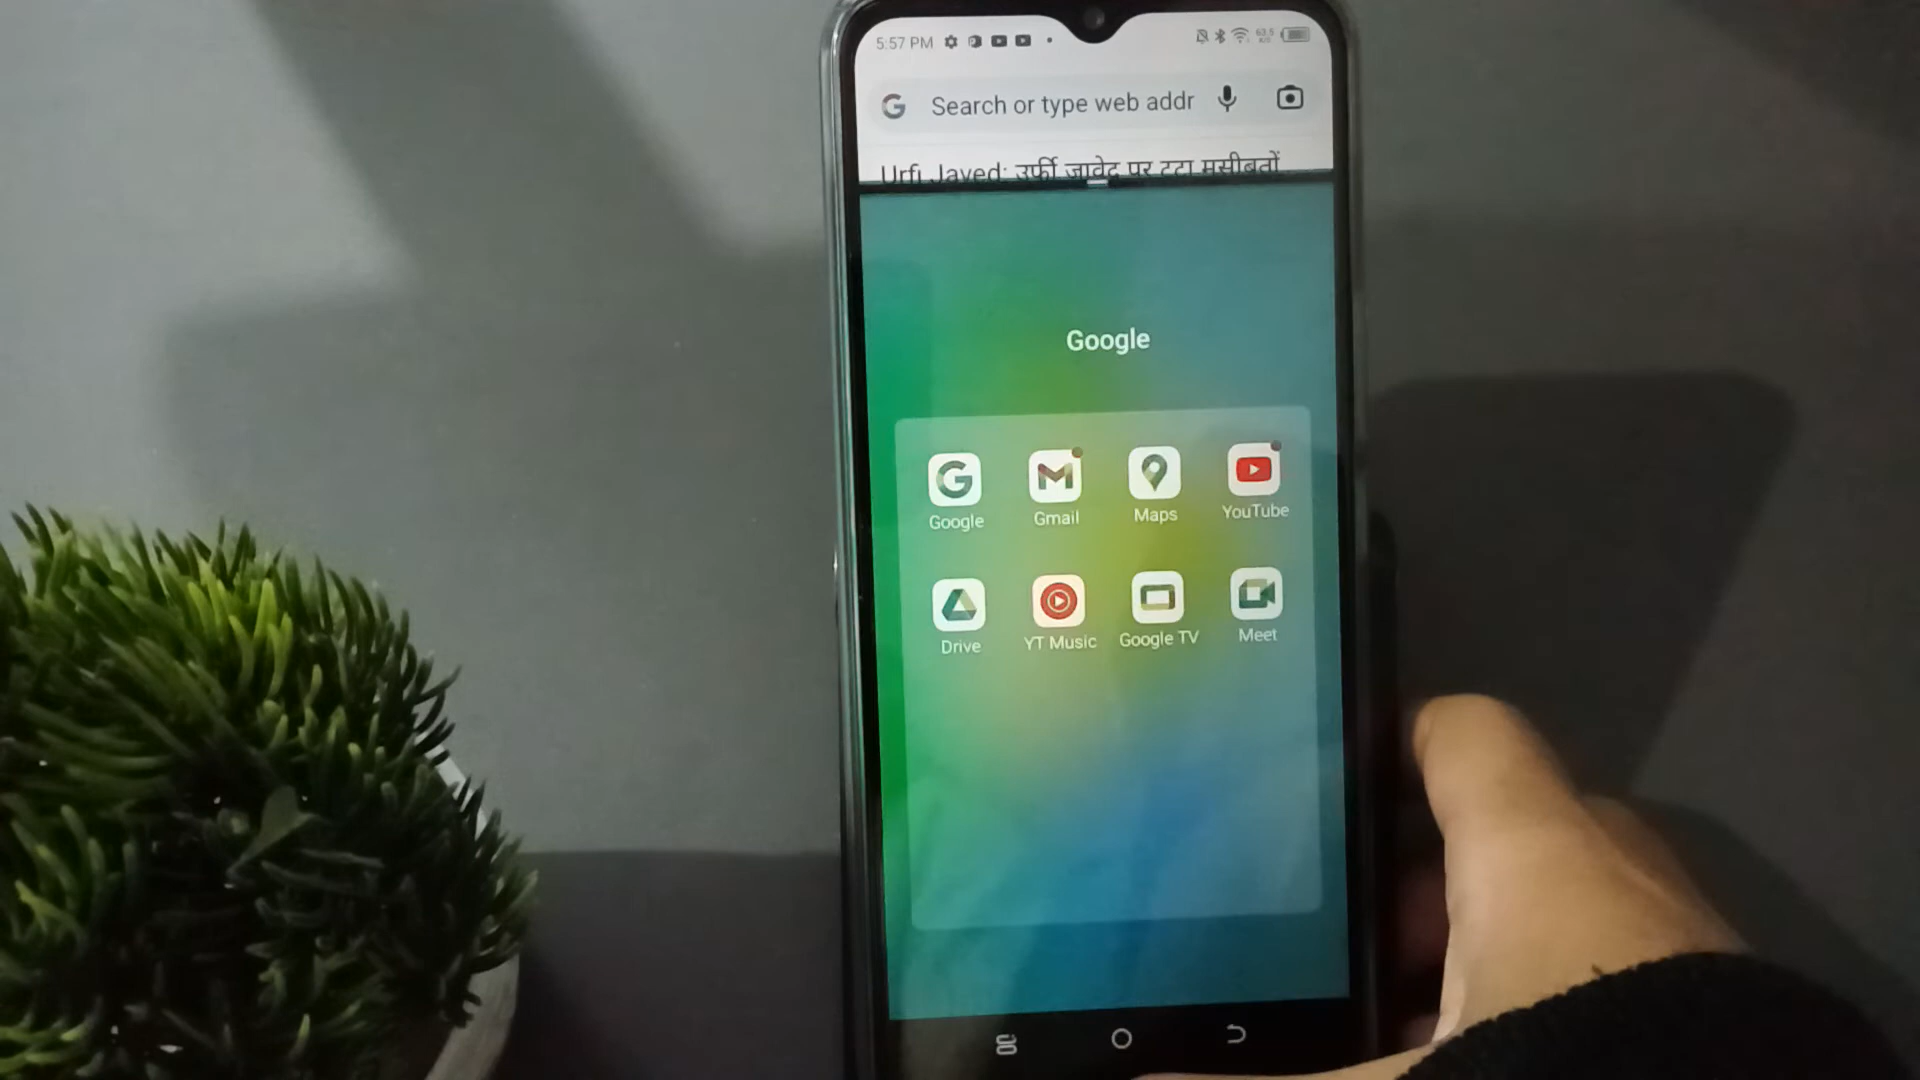 5:57 PM
Search or type web addr
Urfi Javed: उर्फी जावेद पर टूटा मुसीबतों
Google
Google Gmail Maps YouTube
Drive YT Music Google TV Meet